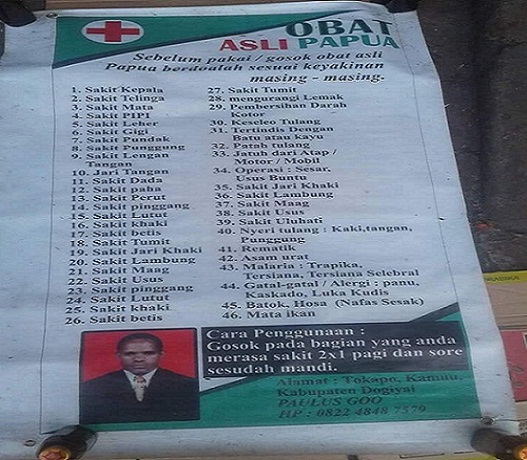 OBAT
ASLI PAPUA
Sebelum pakai / gosok obat asli
Papua berdoalah sesuai keyakinan
masing - masing.
1. Sakit Kepala
2. Sakit Telinga
3. Sakit Mata
4. Sakit PIPI
5. Sakit Leher
6. Sakit Gigi
7. Sakit Pundak
8. Sakit Punggung
9. Sakit Lengan
Tangan
10. Jari Tangan
11. Sakit Dada
12. Sakit paha
13. Sakit Perut
14. Sakit pinggang
15. Sakit Lutut
16. Sakit khaki
17. Sakit betis
18. Sakit Tumit
19. Sakit Jari Khaki
20. Sakit Lambung
21. Sakit Maag
22. Sakit Usus
23. Sakit pinggang
24. Sakit Lutut
25. Sakit khaki
26. Sakit betis
27. Sakit Tumit
28. mengurangi Lemak
29. Pembersihan Darah
Kotor
30. Keseleo Tulang
31. Tertindis Dengan
Batu atau kayu
32. Patah tulang
33. Jatuh dari Atap /
Motor / Mobil
34. Operasi : Sesar,
Usus Buntu
35. Sakit Jari Khaki
36. Sakit Lambung
37. Sakit Maag
38. Sakit Usus
39. Sakit Uluhati
40. Nyeri tulang : Kaki,tangan,
Punggung
41. Rematik
42. Asam urat
43. Malaria : Trapika,
Tersiana, Tersiana Selebral
44. Gatal-gatal / Alergi : panu,
Kaskado, Luka Kudis
45. Batok, Hosa (Nafas Sesak)
46. Mata ikan
Cara Penggunaan :
Gosok pada bagian yang anda
merasa sakit 2x1 pagi dan sore
sesudah mandi.
Alamat : Tokapo, Kamuu,
Kabupaten Dogiyai
PAULUS GOO
HP : 0822 4848 7579